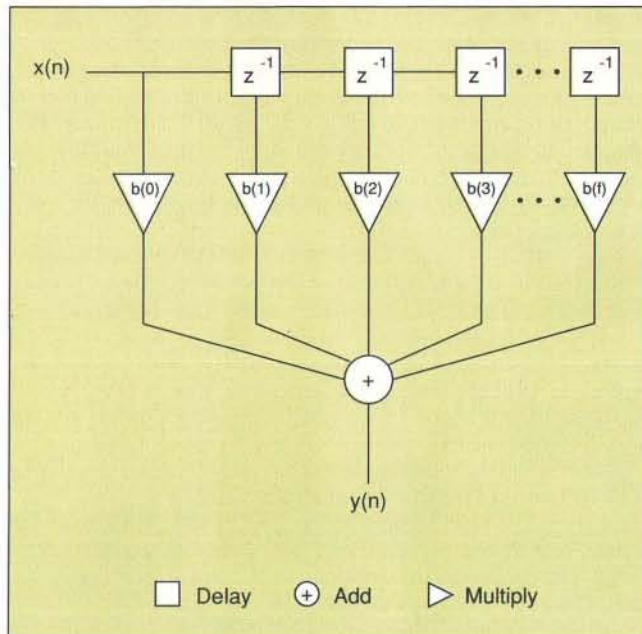 x(n) z⁻¹ z⁻¹ z⁻¹ • • • z⁻¹
b(0) b(1) b(2) b(3) • • • b(f)
+
y(n)
Delay + Add Multiply